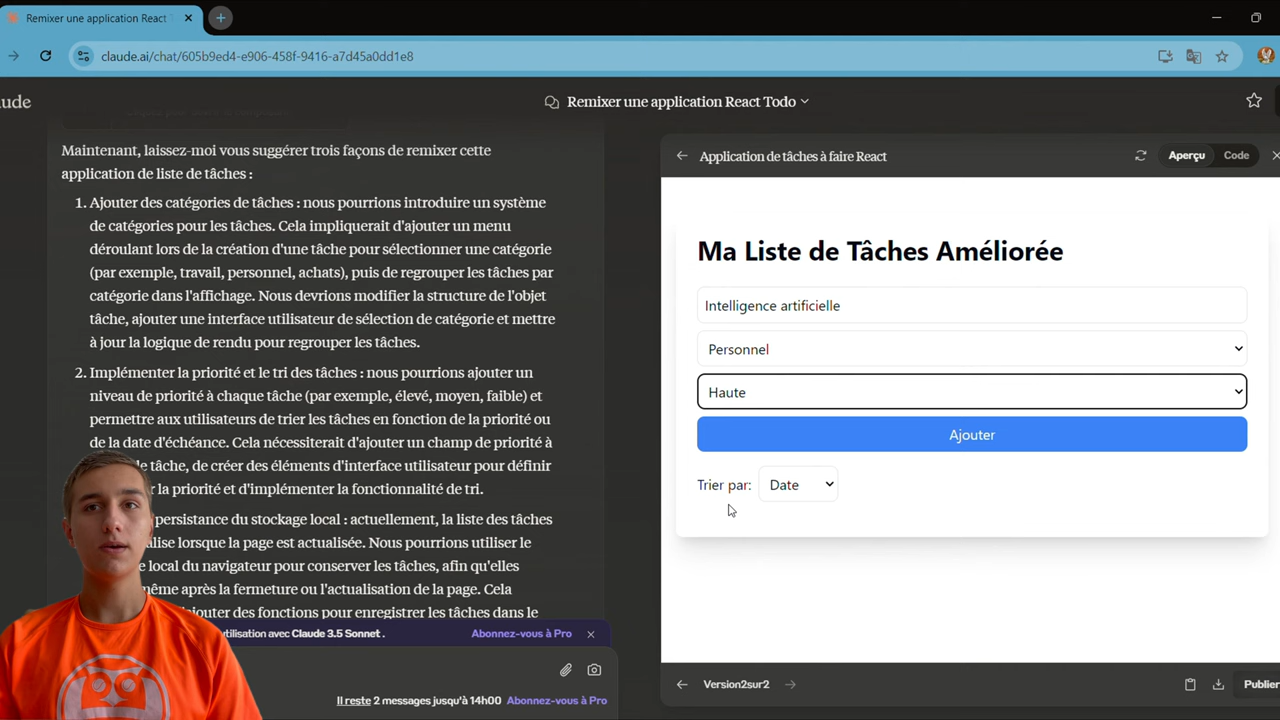 Remixer une application React T
claude.ai/chat/605b9ed4-e906-458f-9416-a7d45a0dd1e8
ude
Remixer une application React Todo
Maintenant, laissez-moi vous suggérer trois façons de remixer cette
application de liste de tâches :
1. Ajouter des catégories de tâches : nous pourrions introduire un système
de catégories pour les tâches. Cela impliquerait d'ajouter un menu
déroulant lors de la création d'une tâche pour sélectionner une catégorie
(par exemple, travail, personnel, achats), puis de regrouper les tâches par
catégorie dans l'affichage. Nous devrions modifier la structure de l'objet
tâche, ajouter une interface utilisateur de sélection de catégorie et mettre
à jour la logique de rendu pour regrouper les tâches.
2. Implémenter la priorité et le tri des tâches : nous pourrions ajouter un
niveau de priorité à chaque tâche (par exemple, élevé, moyen, faible) et
permettre aux utilisateurs de trier les tâches en fonction de la priorité ou
de la date d'échéance. Cela nécessiterait d'ajouter un champ de priorité à
le tâche, de créer des éléments d'interface utilisateur pour définir
r la priorité et d'implémenter la fonctionnalité de tri.
persistance du stockage local : actuellement, la liste des tâches
alise lorsque la page est actualisée. Nous pourrions utiliser le
e local du navigateur pour conserver les tâches, afin qu'elles
même après la fermeture ou l'actualisation de la page. Cela
ajouter des fonctions pour enregistrer les tâches dans le
utilisation avec Claude 3.5 Sonnet .
Abonnez-vous à Pro
Il reste 2 messages jusqu'à 14h00 Abonnez-vous à Pro
Application de tâches à faire React
Aperçu
Code
Ma Liste de Tâches Améliorée
Intelligence artificielle
Personnel
Haute
Ajouter
Trier par: Date
Version2sur2
Publier